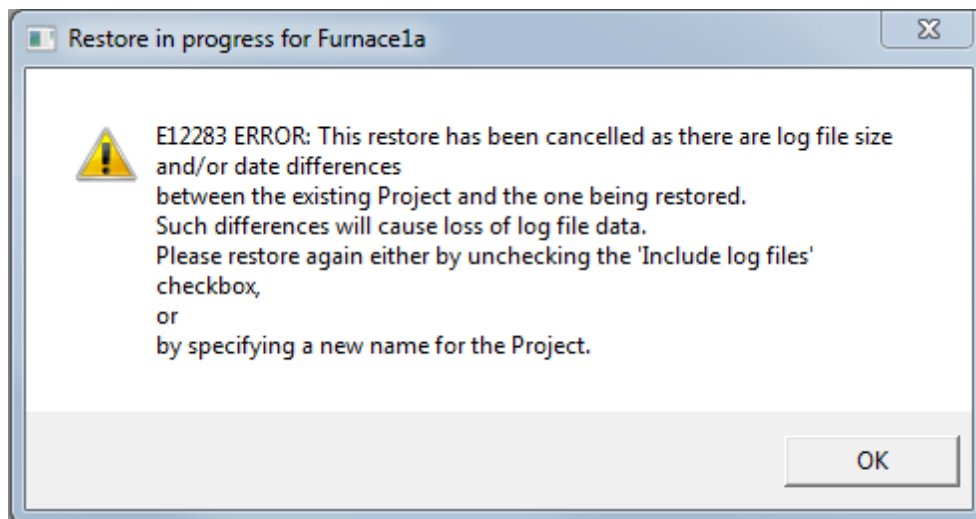 Restore in progress for Furnace1a
E12283 ERROR: This restore has been cancelled as there are log file size
and/or date differences
between the existing Project and the one being restored.
Such differences will cause loss of log file data.
Please restore again either by unchecking the 'Include log files'
checkbox,
or
by specifying a new name for the Project.
OK